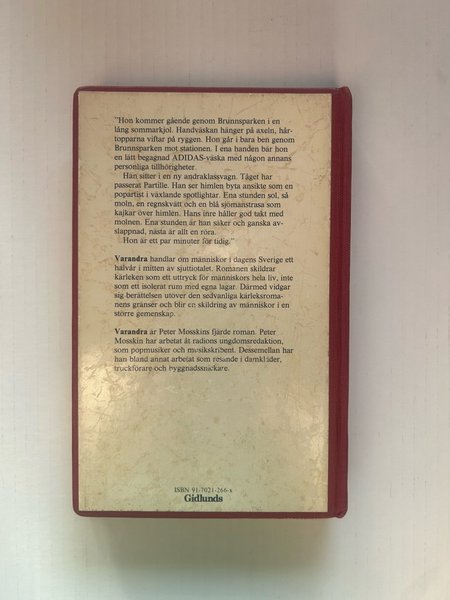 "Hon kommer gående genom Brunnsparken i en
lång sommarkjol. Handväskan hänger på axeln, hår-
topparna viftar på ryggen. Hon går i bara ben genom
Brunnsparken mot stationen. I ena handen bär hon
en lätt begagnad ADIDAS-väska med någon annans
personliga tillhörigheter.
Han sitter i en ny andraklassvagn. Tåget har
passerat Partille. Han ser himlen byta ansikte som en
popartist i växlande spotlightar. Ena stunden sol, så
moln, en regnskvätt och en blå sjömanstrasa som
kajkar över himlen. Hans inre håller god takt med
molnen. Ena stunden är han säker och ganska av-
slappnad, nästa är allt en röra.
Hon är ett par minuter för tidig."
Varandra handlar om människor i dagens Sverige ett
halvår i mitten av sjuttiotalet. Romanen skildrar
kärleken som ett uttryck för människors hela liv, inte
som ett isolerat rum med egna lagar. Därmed vidgar
sig berättelsen utöver den sedvanliga kärleksroma-
nens gränser och blir en skildring av människor i en
större gemenskap.
Varandra är Peter Mosskins fjärde roman. Peter
Mosskin har arbetat åt radions ungdomsredaktion,
som popmusiker och musikskribent. Dessemellan har
han bland annat arbetat som resande i damkläder,
truckförare och byggnadssnickare.
ISBN 91-7021-266-x
Gidlunds